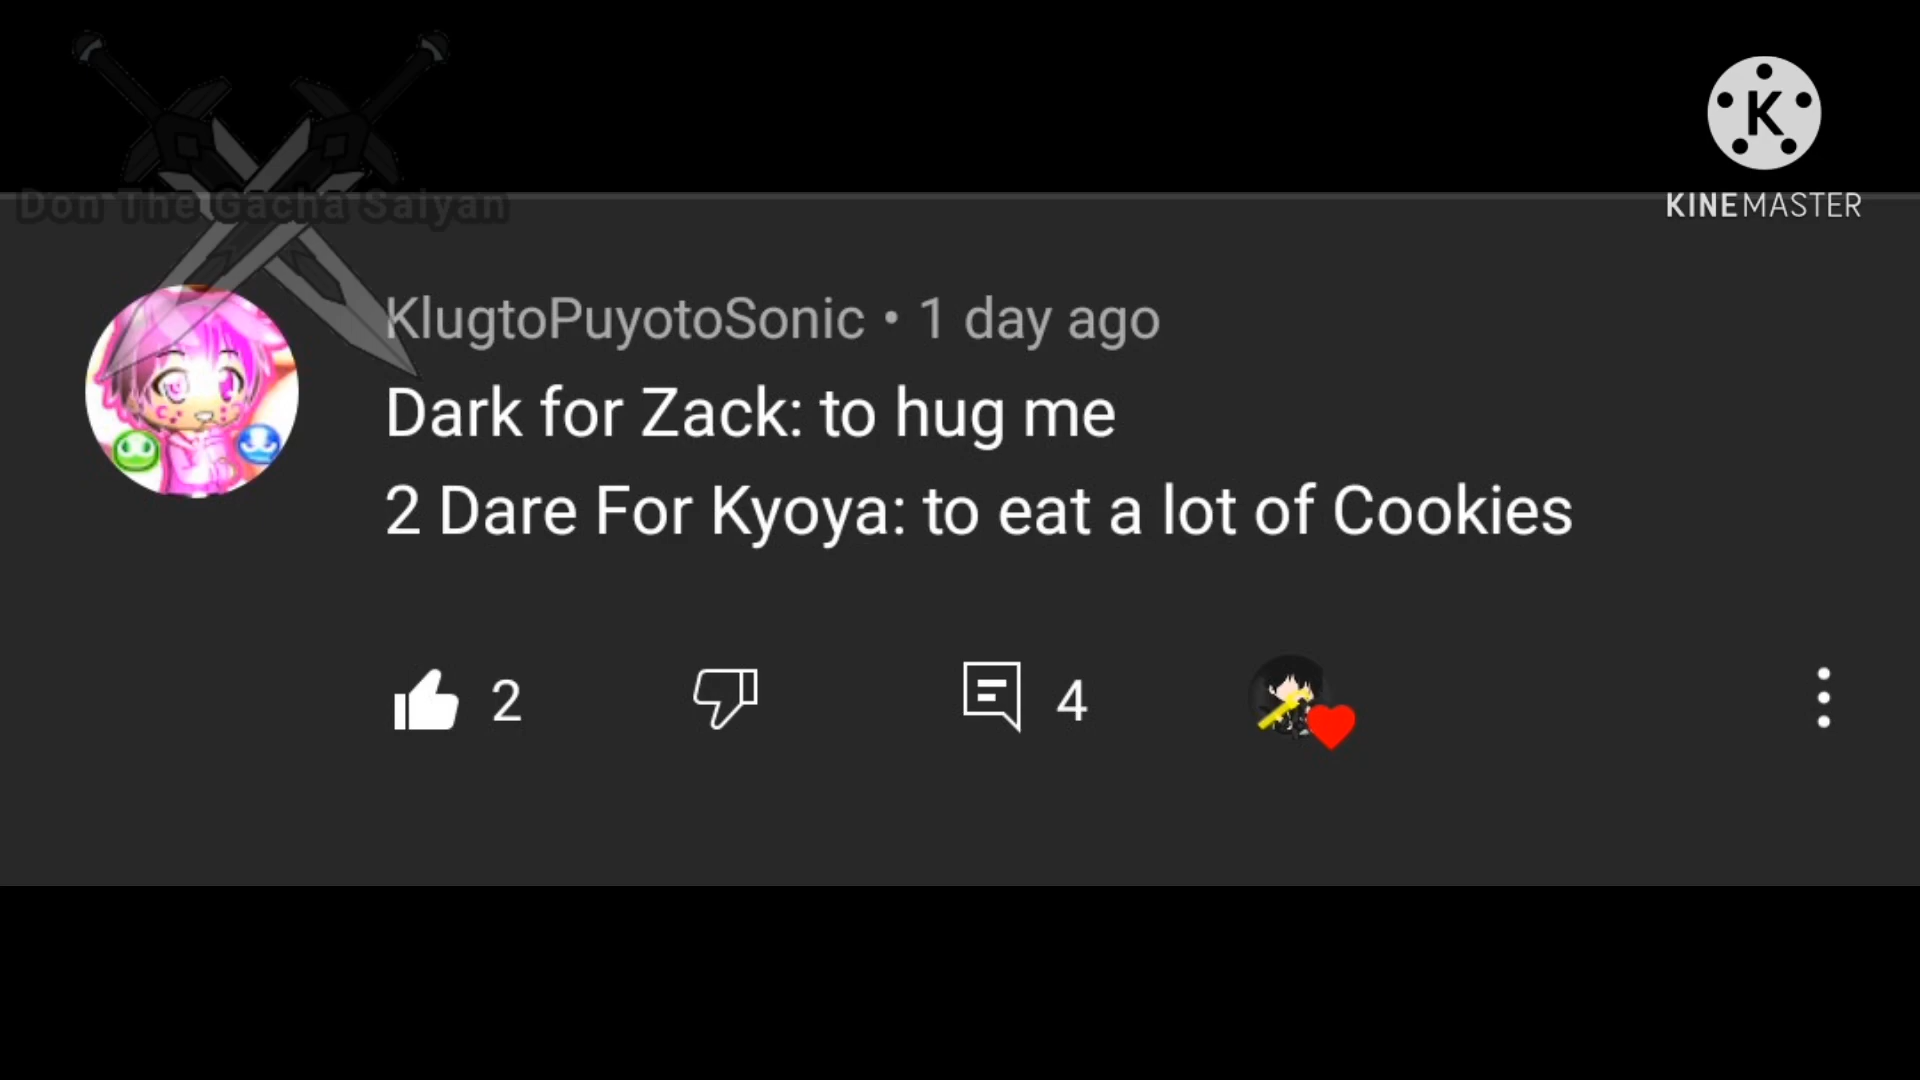 Don The Gacha Saiyan
K
KINEMASTER
KlugtoPuyotoSonic • 1 day ago
Dark for Zack: to hug me
2 Dare For Kyoya: to eat a lot of Cookies
2
4